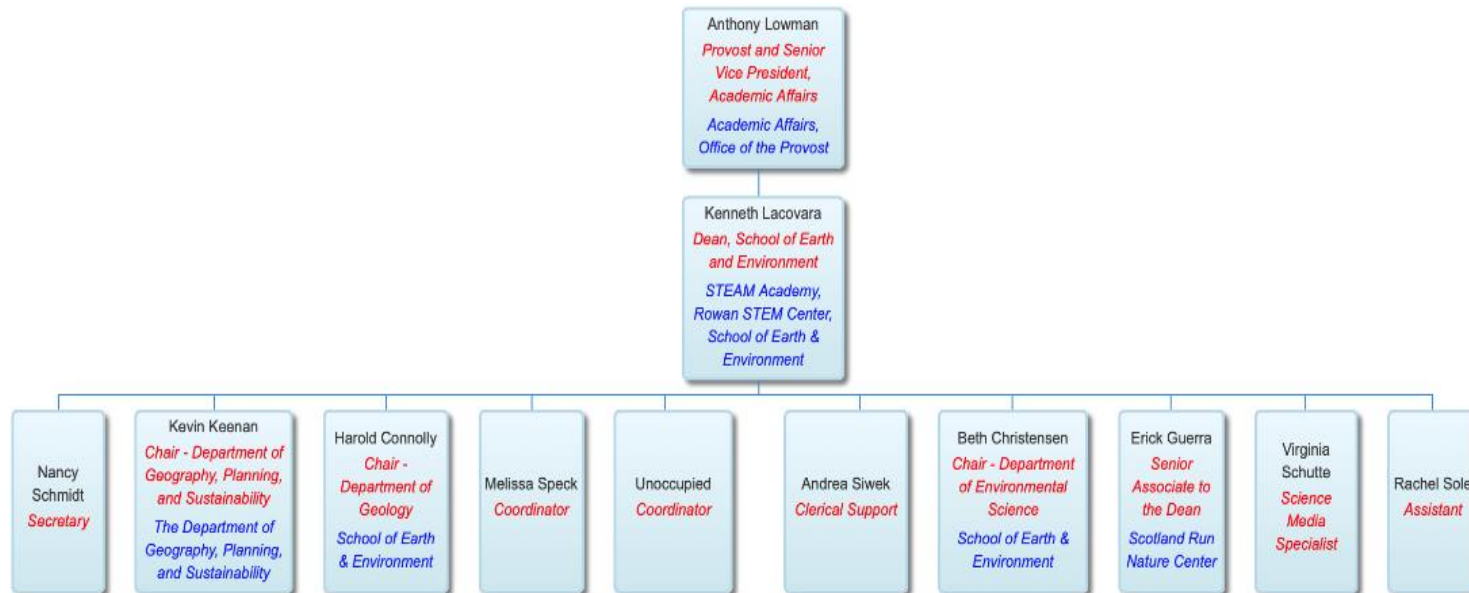 Anthony Lowman
Provost and Senior
Vice President,
Academic Affairs
Academic Affairs,
Office of the Provost
Kenneth Lacovara
Dean, School of Earth
and Environment
STEAM Academy,
Rowan STEM Center,
School of Earth &
Environment
Nancy
Schmidt
Secretary
Kevin Keenan
Chair - Department of
Geography, Planning,
and Sustainability
The Department of
Geography, Planning,
and Sustainability
Harold Connolly
Chair -
Department of
Geology
School of Earth
& Environment
Melissa Speck
Coordinator
Unoccupied
Coordinator
Andrea Siwek
Clerical Support
Beth Christensen
Chair - Department
of Environmental
Science
School of Earth &
Environment
Erick Guerra
Senior
Associate to
the Dean
Scotland Run
Nature Center
Virginia
Schutte
Science
Media
Specialist
Rachel Sole
Assistant